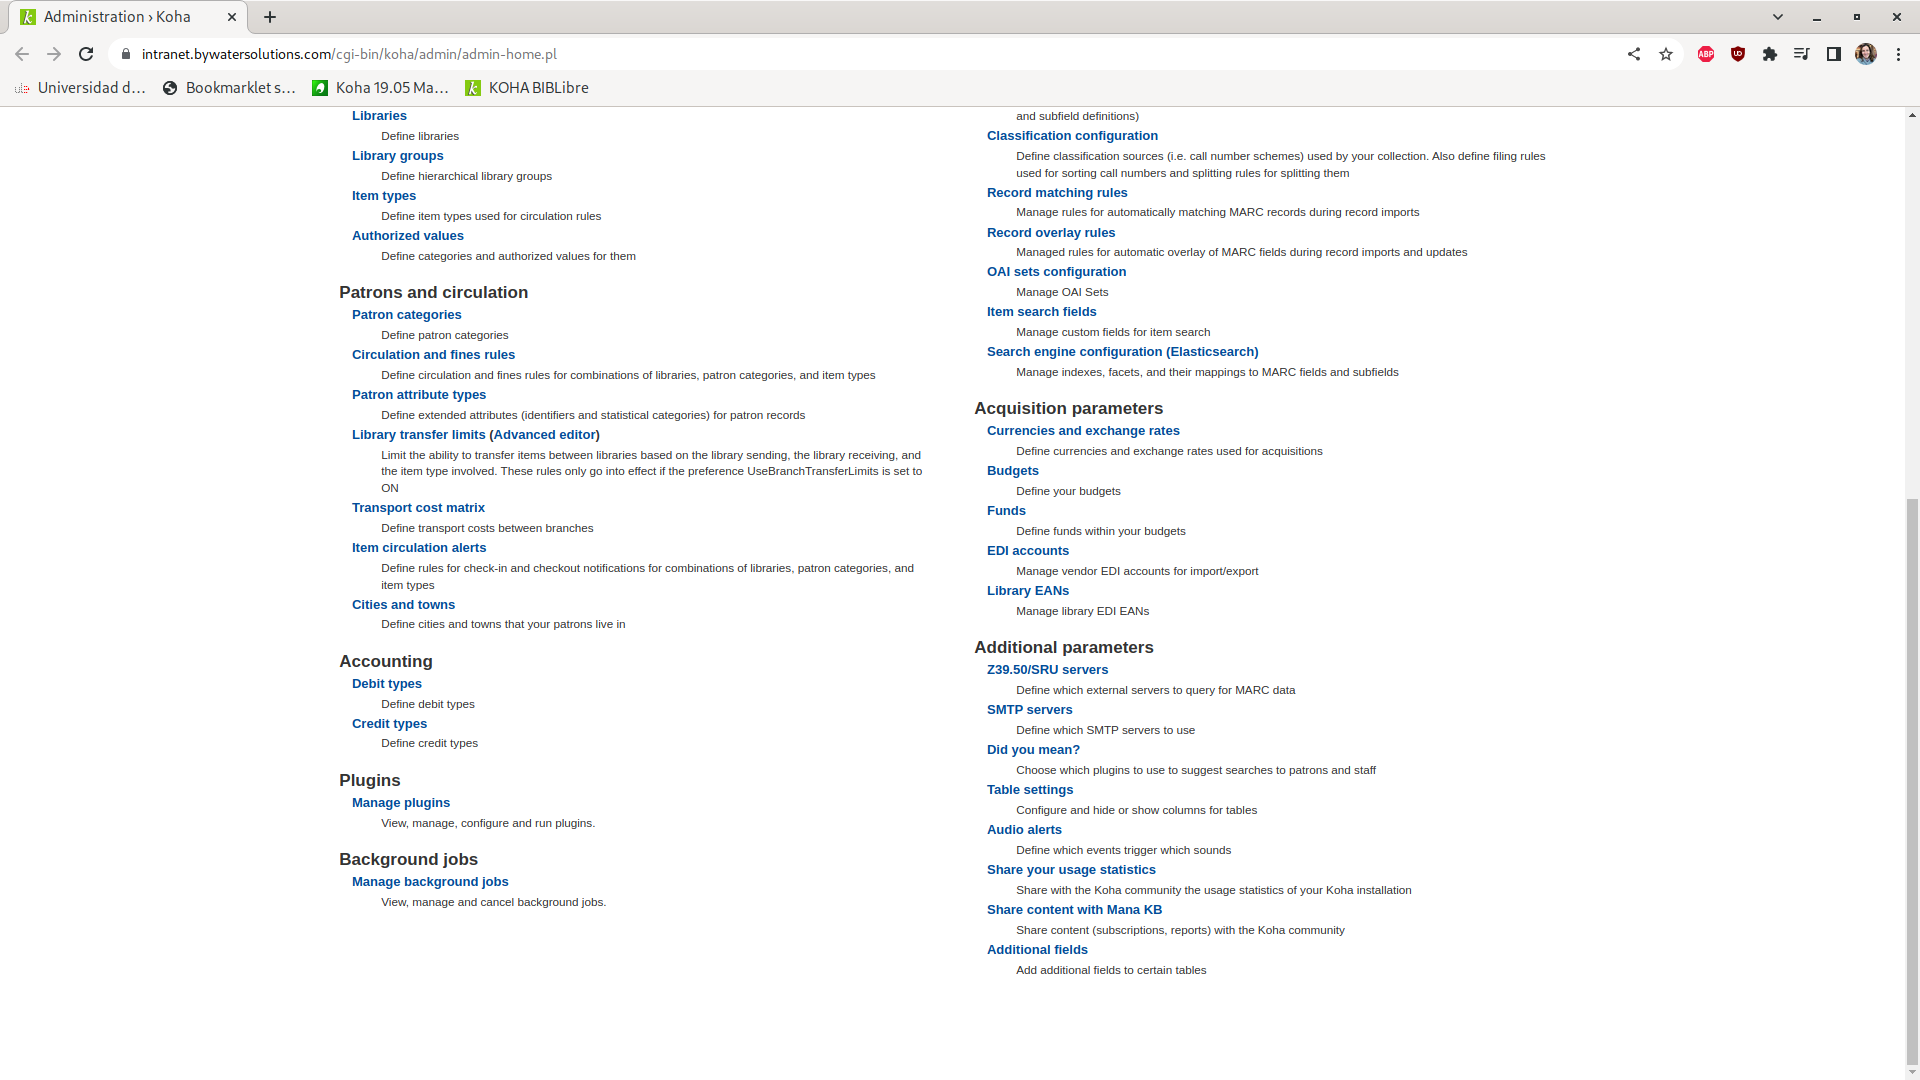 Administration › Koha
intranet.bywatersolutions.com/cgi-bin/koha/admin/admin-home.pl
ABP
Universidad d...
Bookmarklet s...
Koha 19.05 Ma...
KOHA BIBLibre
Libraries
Define libraries
Library groups
Define hierarchical library groups
Item types
Define item types used for circulation rules
Authorized values
Define categories and authorized values for them
Patrons and circulation
Patron categories
Define patron categories
Circulation and fines rules
Define circulation and fines rules for combinations of libraries, patron categories, and item types
Patron attribute types
Define extended attributes (identifiers and statistical categories) for patron records
Library transfer limits (Advanced editor)
Limit the ability to transfer items between libraries based on the library sending, the library receiving, and
the item type involved. These rules only go into effect if the preference UseBranchTransferLimits is set to
ON
Transport cost matrix
Define transport costs between branches
Item circulation alerts
Define rules for check-in and checkout notifications for combinations of libraries, patron categories, and
item types
Cities and towns
Define cities and towns that your patrons live in
Accounting
Debit types
Define debit types
Credit types
Define credit types
Plugins
Manage plugins
View, manage, configure and run plugins.
Background jobs
Manage background jobs
View, manage and cancel background jobs.
and subfield definitions)
Classification configuration
Define classification sources (i.e. call number schemes) used by your collection. Also define filing rules
used for sorting call numbers and splitting rules for splitting them
Record matching rules
Manage rules for automatically matching MARC records during record imports
Record overlay rules
Managed rules for automatic overlay of MARC fields during record imports and updates
OAI sets configuration
Manage OAI Sets
Item search fields
Manage custom fields for item search
Search engine configuration (Elasticsearch)
Manage indexes, facets, and their mappings to MARC fields and subfields
Acquisition parameters
Currencies and exchange rates
Define currencies and exchange rates used for acquisitions
Budgets
Define your budgets
Funds
Define funds within your budgets
EDI accounts
Manage vendor EDI accounts for import/export
Library EANs
Manage library EDI EANs
Additional parameters
Z39.50/SRU servers
Define which external servers to query for MARC data
SMTP servers
Define which SMTP servers to use
Did you mean?
Choose which plugins to use to suggest searches to patrons and staff
Table settings
Configure and hide or show columns for tables
Audio alerts
Define which events trigger which sounds
Share your usage statistics
Share with the Koha community the usage statistics of your Koha installation
Share content with Mana KB
Share content (subscriptions, reports) with the Koha community
Additional fields
Add additional fields to certain tables